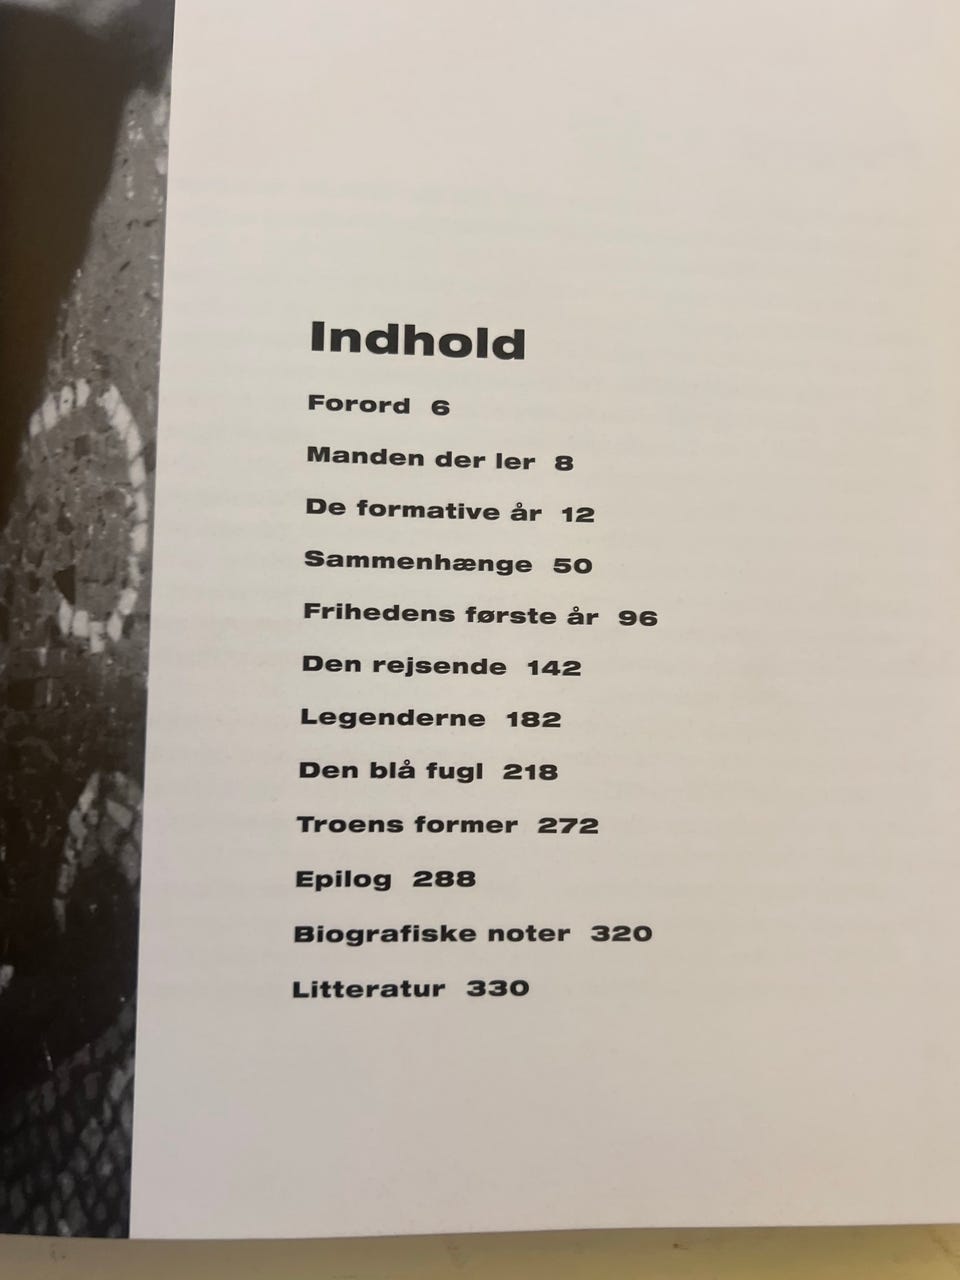 Indhold
Forord 6
Manden der ler 8
De formative år 12
Sammenhænge 50
Frihedens første år 96
Den rejsende 142
Legenderne 182
Den blå fugl 218
Troens former 272
Epilog 288
Biografiske noter 320
Litteratur 330